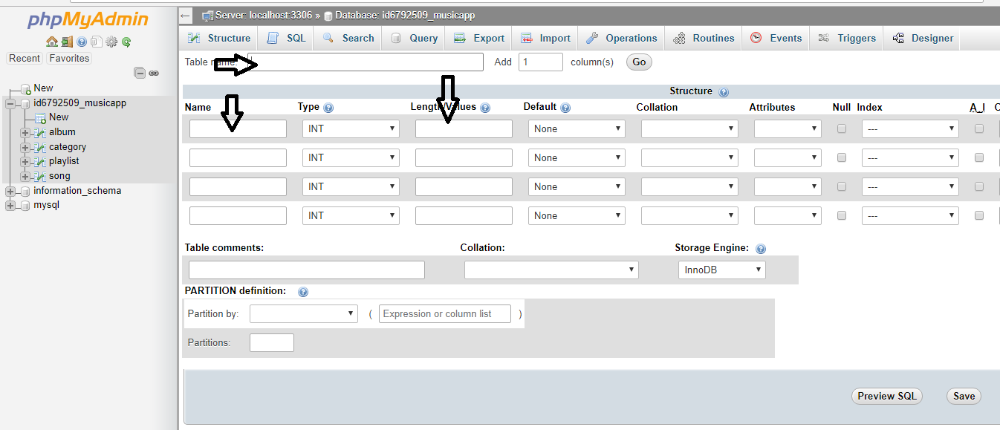 phpMyAdmin
Recent Favorites
New
id6792509_musicapp
New
album
category
playlist
song
information_schema
mysql
Server: localhost:3306 » Database: id6792509_musicapp
Structure SQL Search Query Export Import Operations Routines Events Triggers Designer
Table name: Add 1 column(s) Go
Structure
Name Type Length/Values Default Collation Attributes Null Index A_I C
INT None ---
INT None ---
INT None ---
INT None ---
Table comments: Collation: Storage Engine:
InnoDB
PARTITION definition:
Partition by: ( Expression or column list )
Partitions:
Preview SQL Save